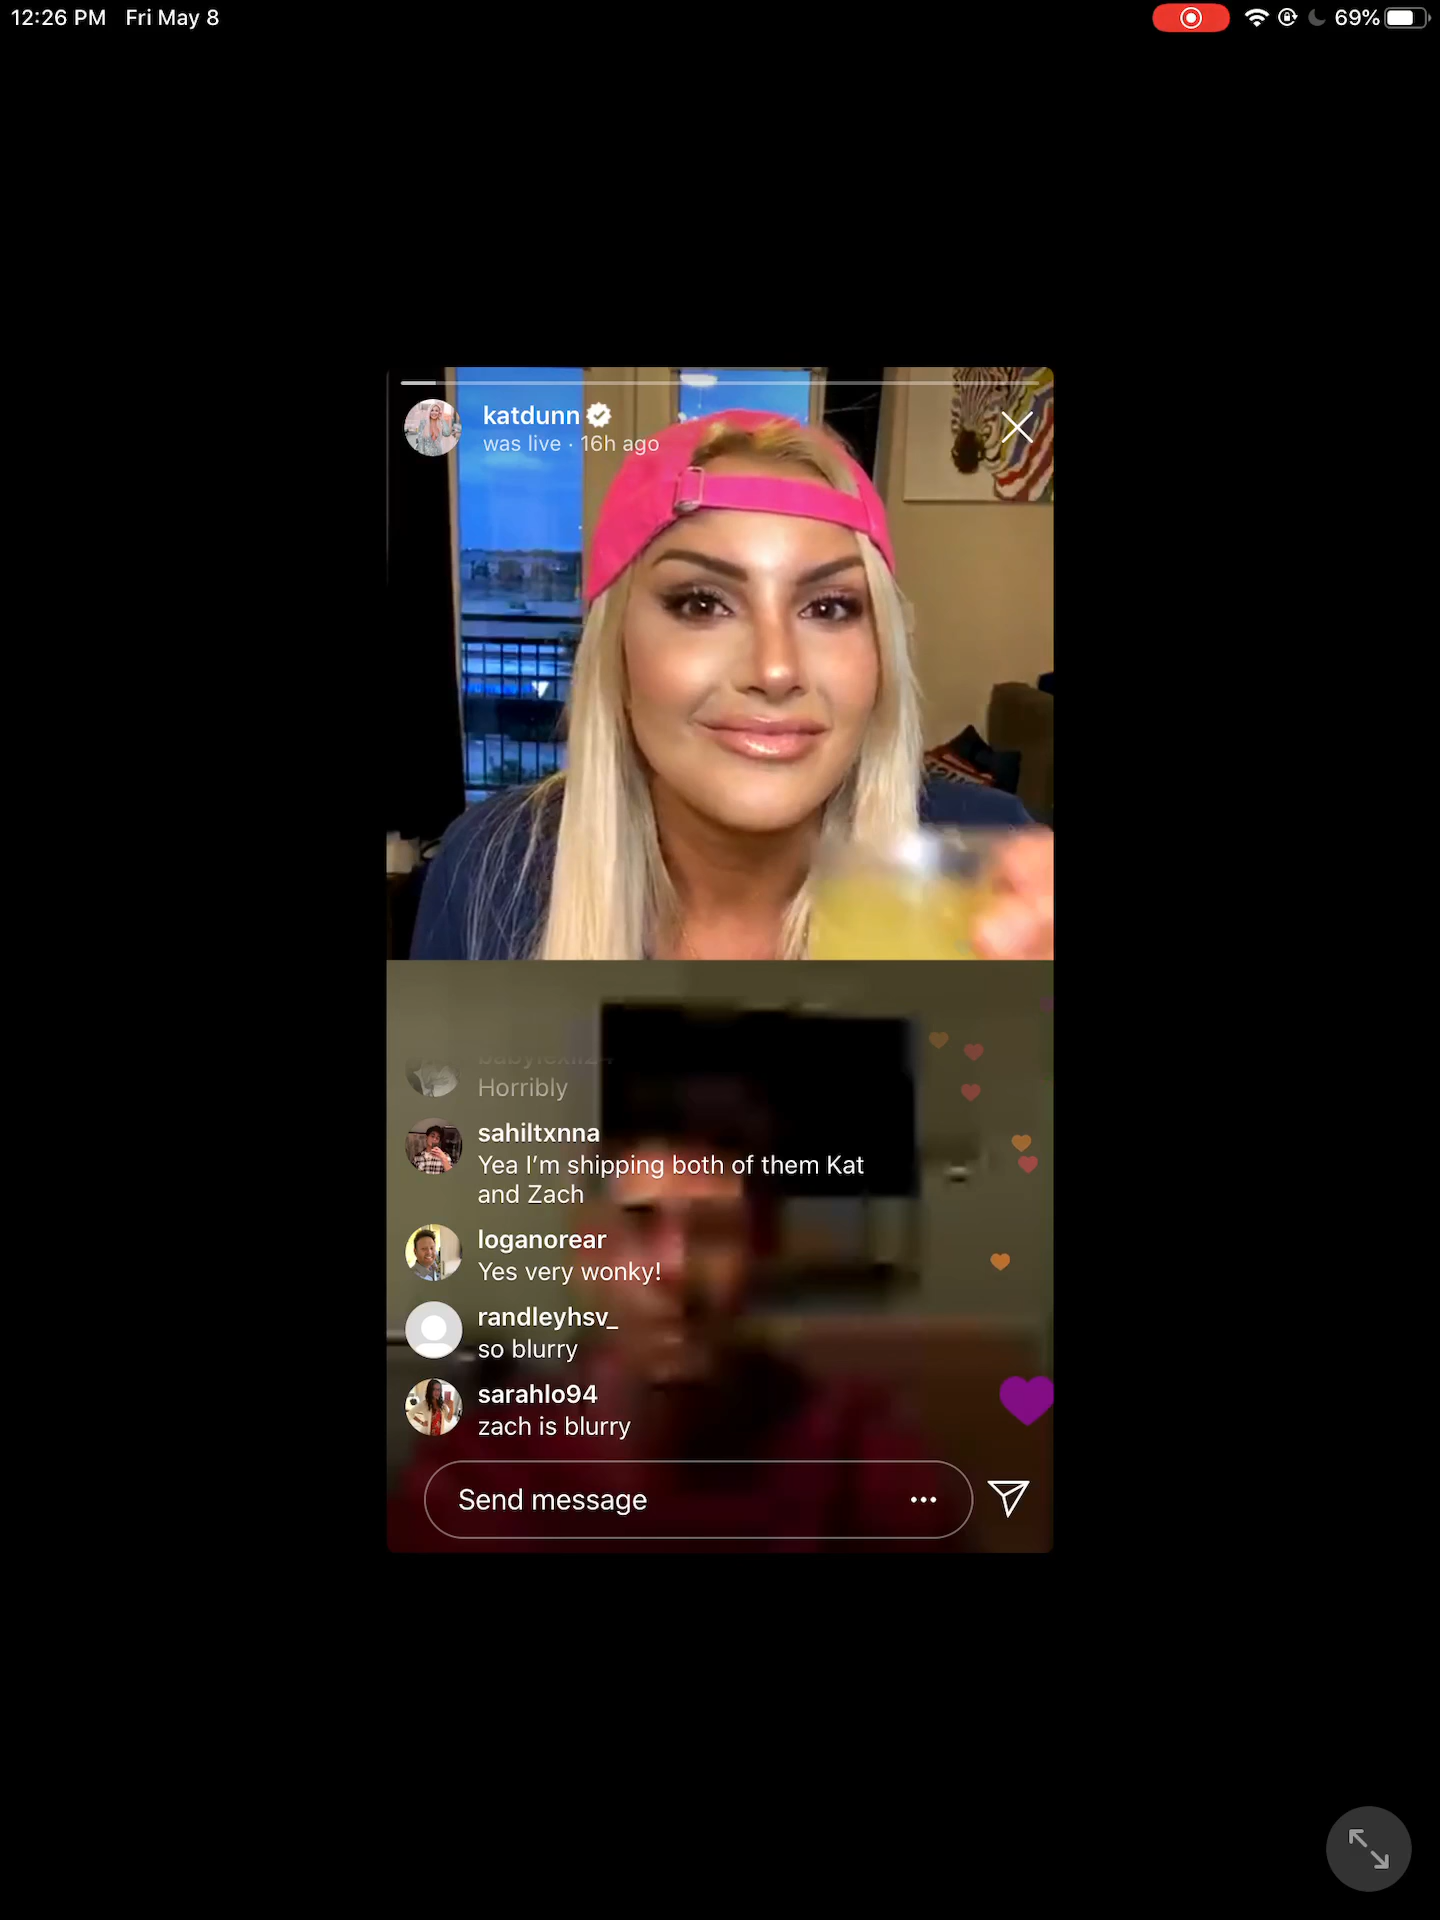 12:26 PM Fri May 8
69%
katdunn
was live · 16h ago
Horribly
sahiltxnna
Yea I'm shipping both of them Kat
and Zach
loganorear
Yes very wonky!
randleyhsv_
so blurry
sarahlo94
zach is blurry
Send message